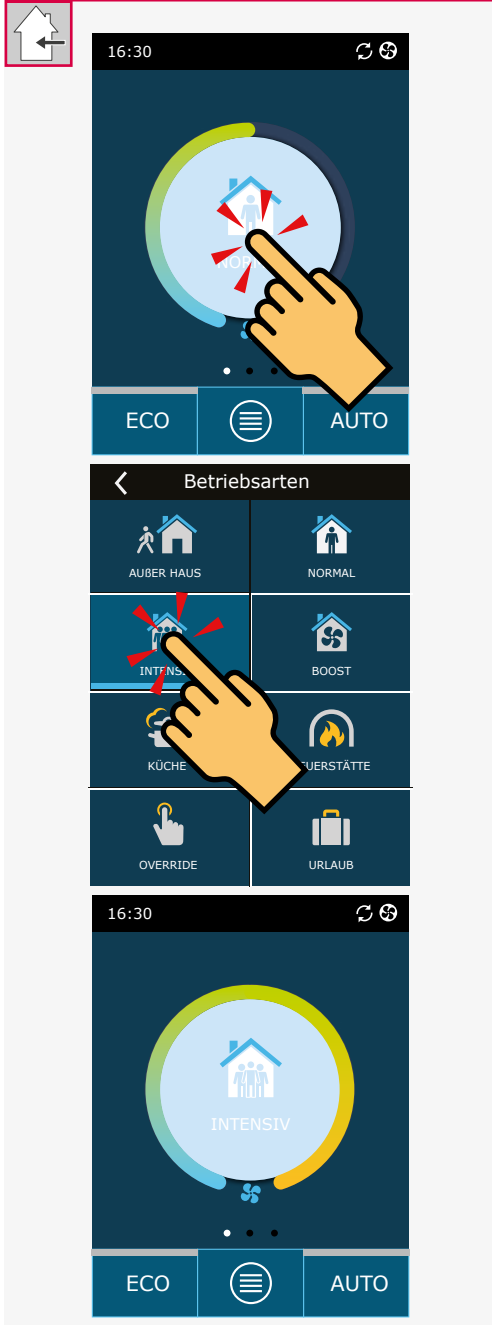 16:30
ECO
AUTO
Betriebsarten
AUßER HAUS
NORMAL
BOOST
KÜCHE
OVERRIDE
URLAUB
16:30
INTENSIV
ECO
AUTO